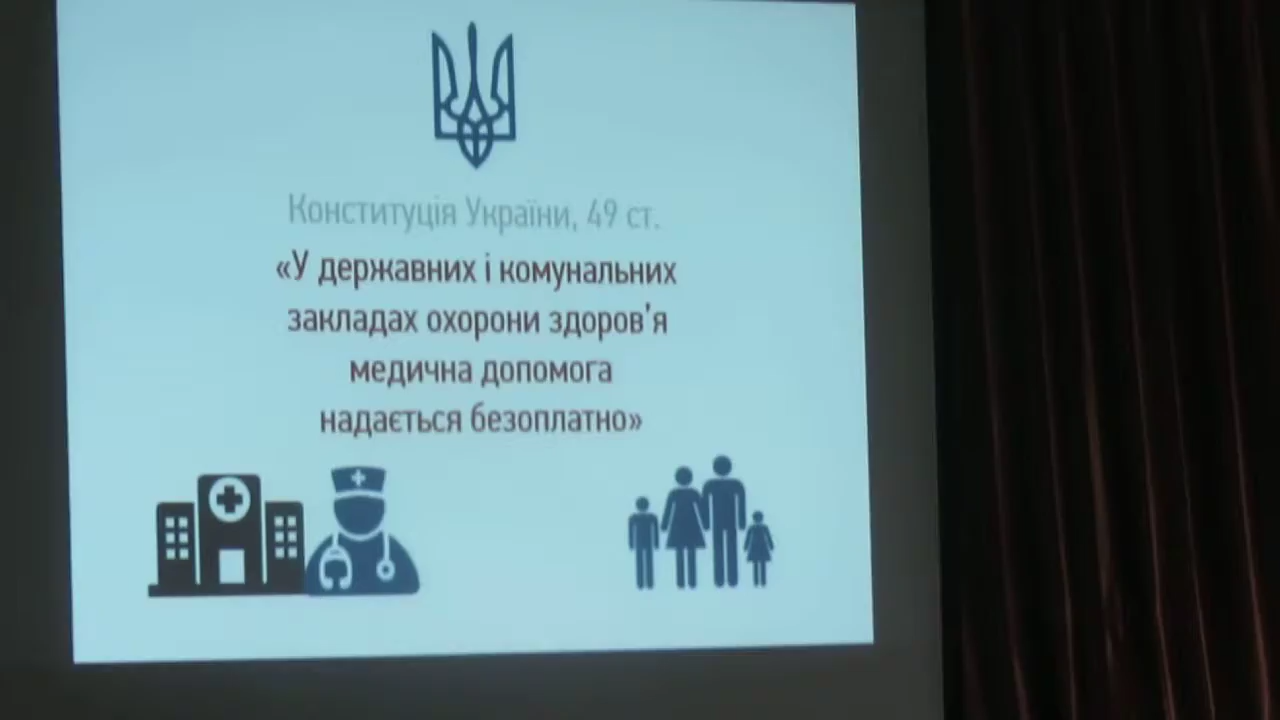 Конституція України, 49 ст.
«У державних і комунальних
закладах охорони здоров'я
медична допомога
надається безоплатно»